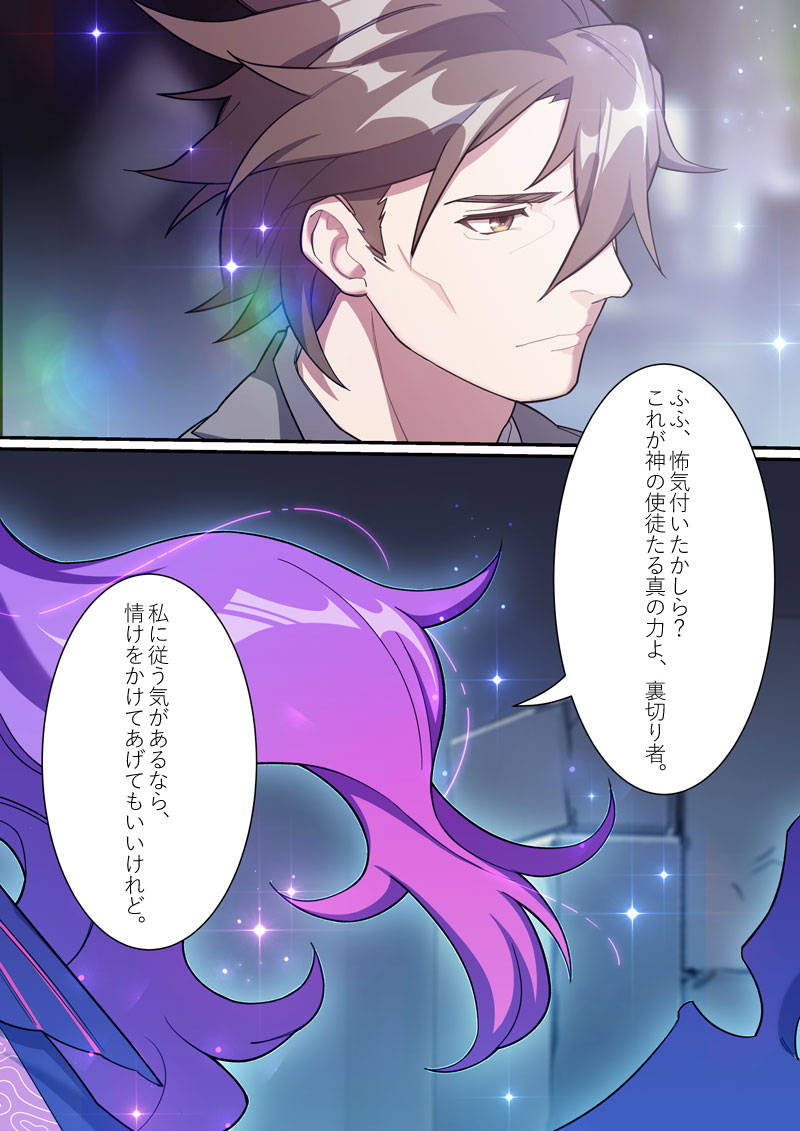 ふふ、怖気付いたかしら？
これが神の使徒たる真の力よ、裏切り者。
私に従う気があるなら、
情けをかけてあげてもいいけれど。